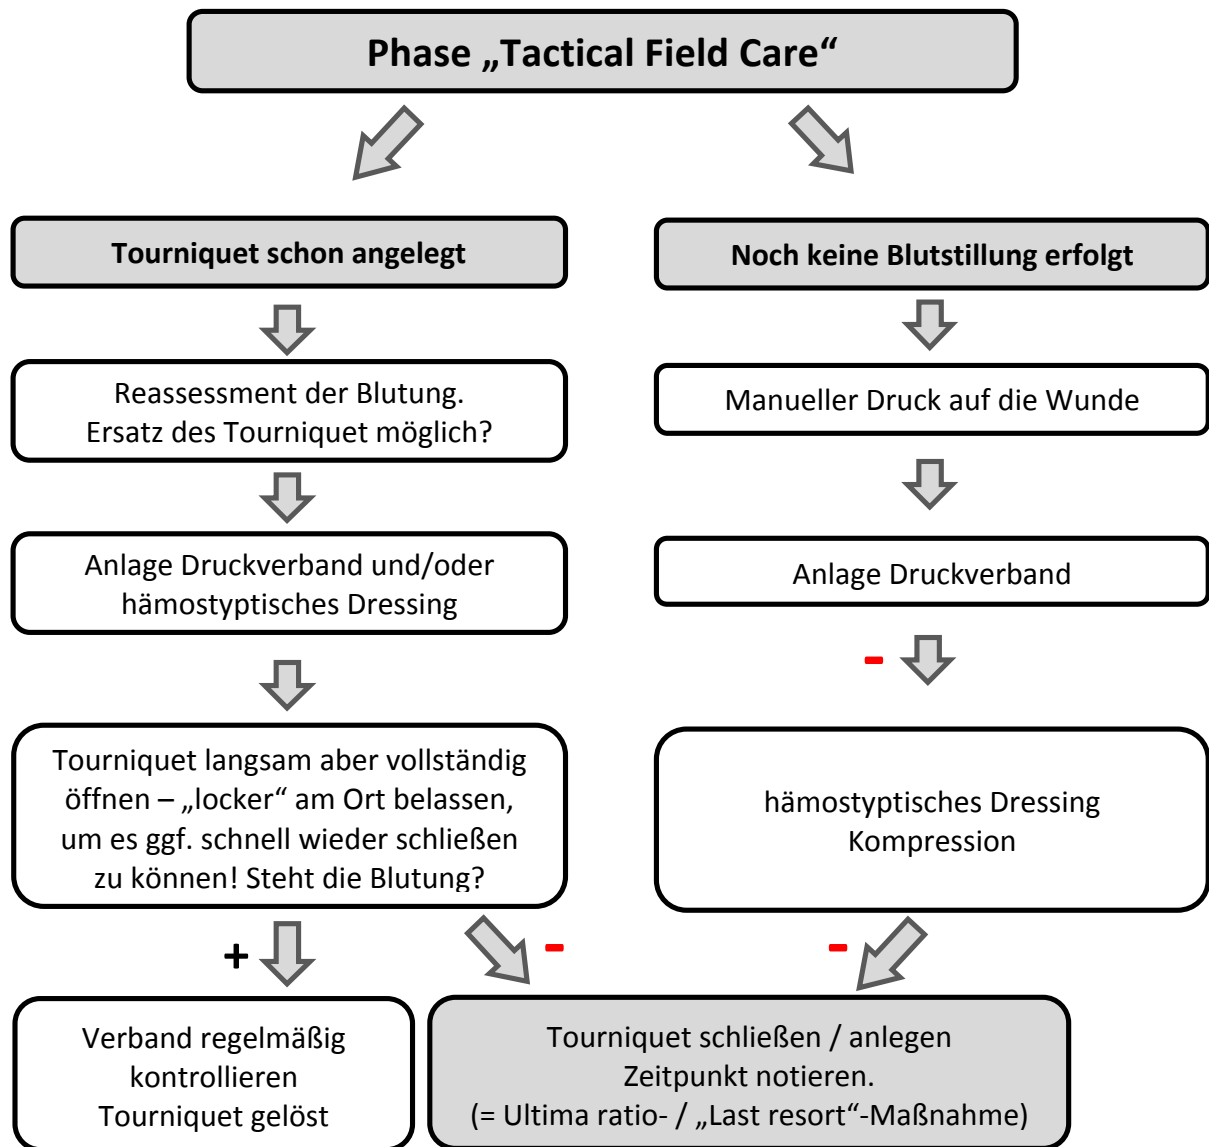 Phase „Tactical Field Care“
Tourniquet schon angelegt
Reassessment der Blutung.
Ersatz des Tourniquet möglich?
Anlage Druckverband und/oder
hämostyptisches Dressing
Tourniquet langsam aber vollständig
öffnen – „locker“ am Ort belassen,
um es ggf. schnell wieder schließen
zu können! Steht die Blutung?
+
-
Verband regelmäßig
kontrollieren
Tourniquet gelöst
Noch keine Blutstillung erfolgt
Manueller Druck auf die Wunde
Anlage Druckverband
-
hämostyptisches Dressing
Kompression
-
Tourniquet schließen / anlegen
Zeitpunkt notieren.
(= Ultima ratio- / „Last resort“-Maßnahme)